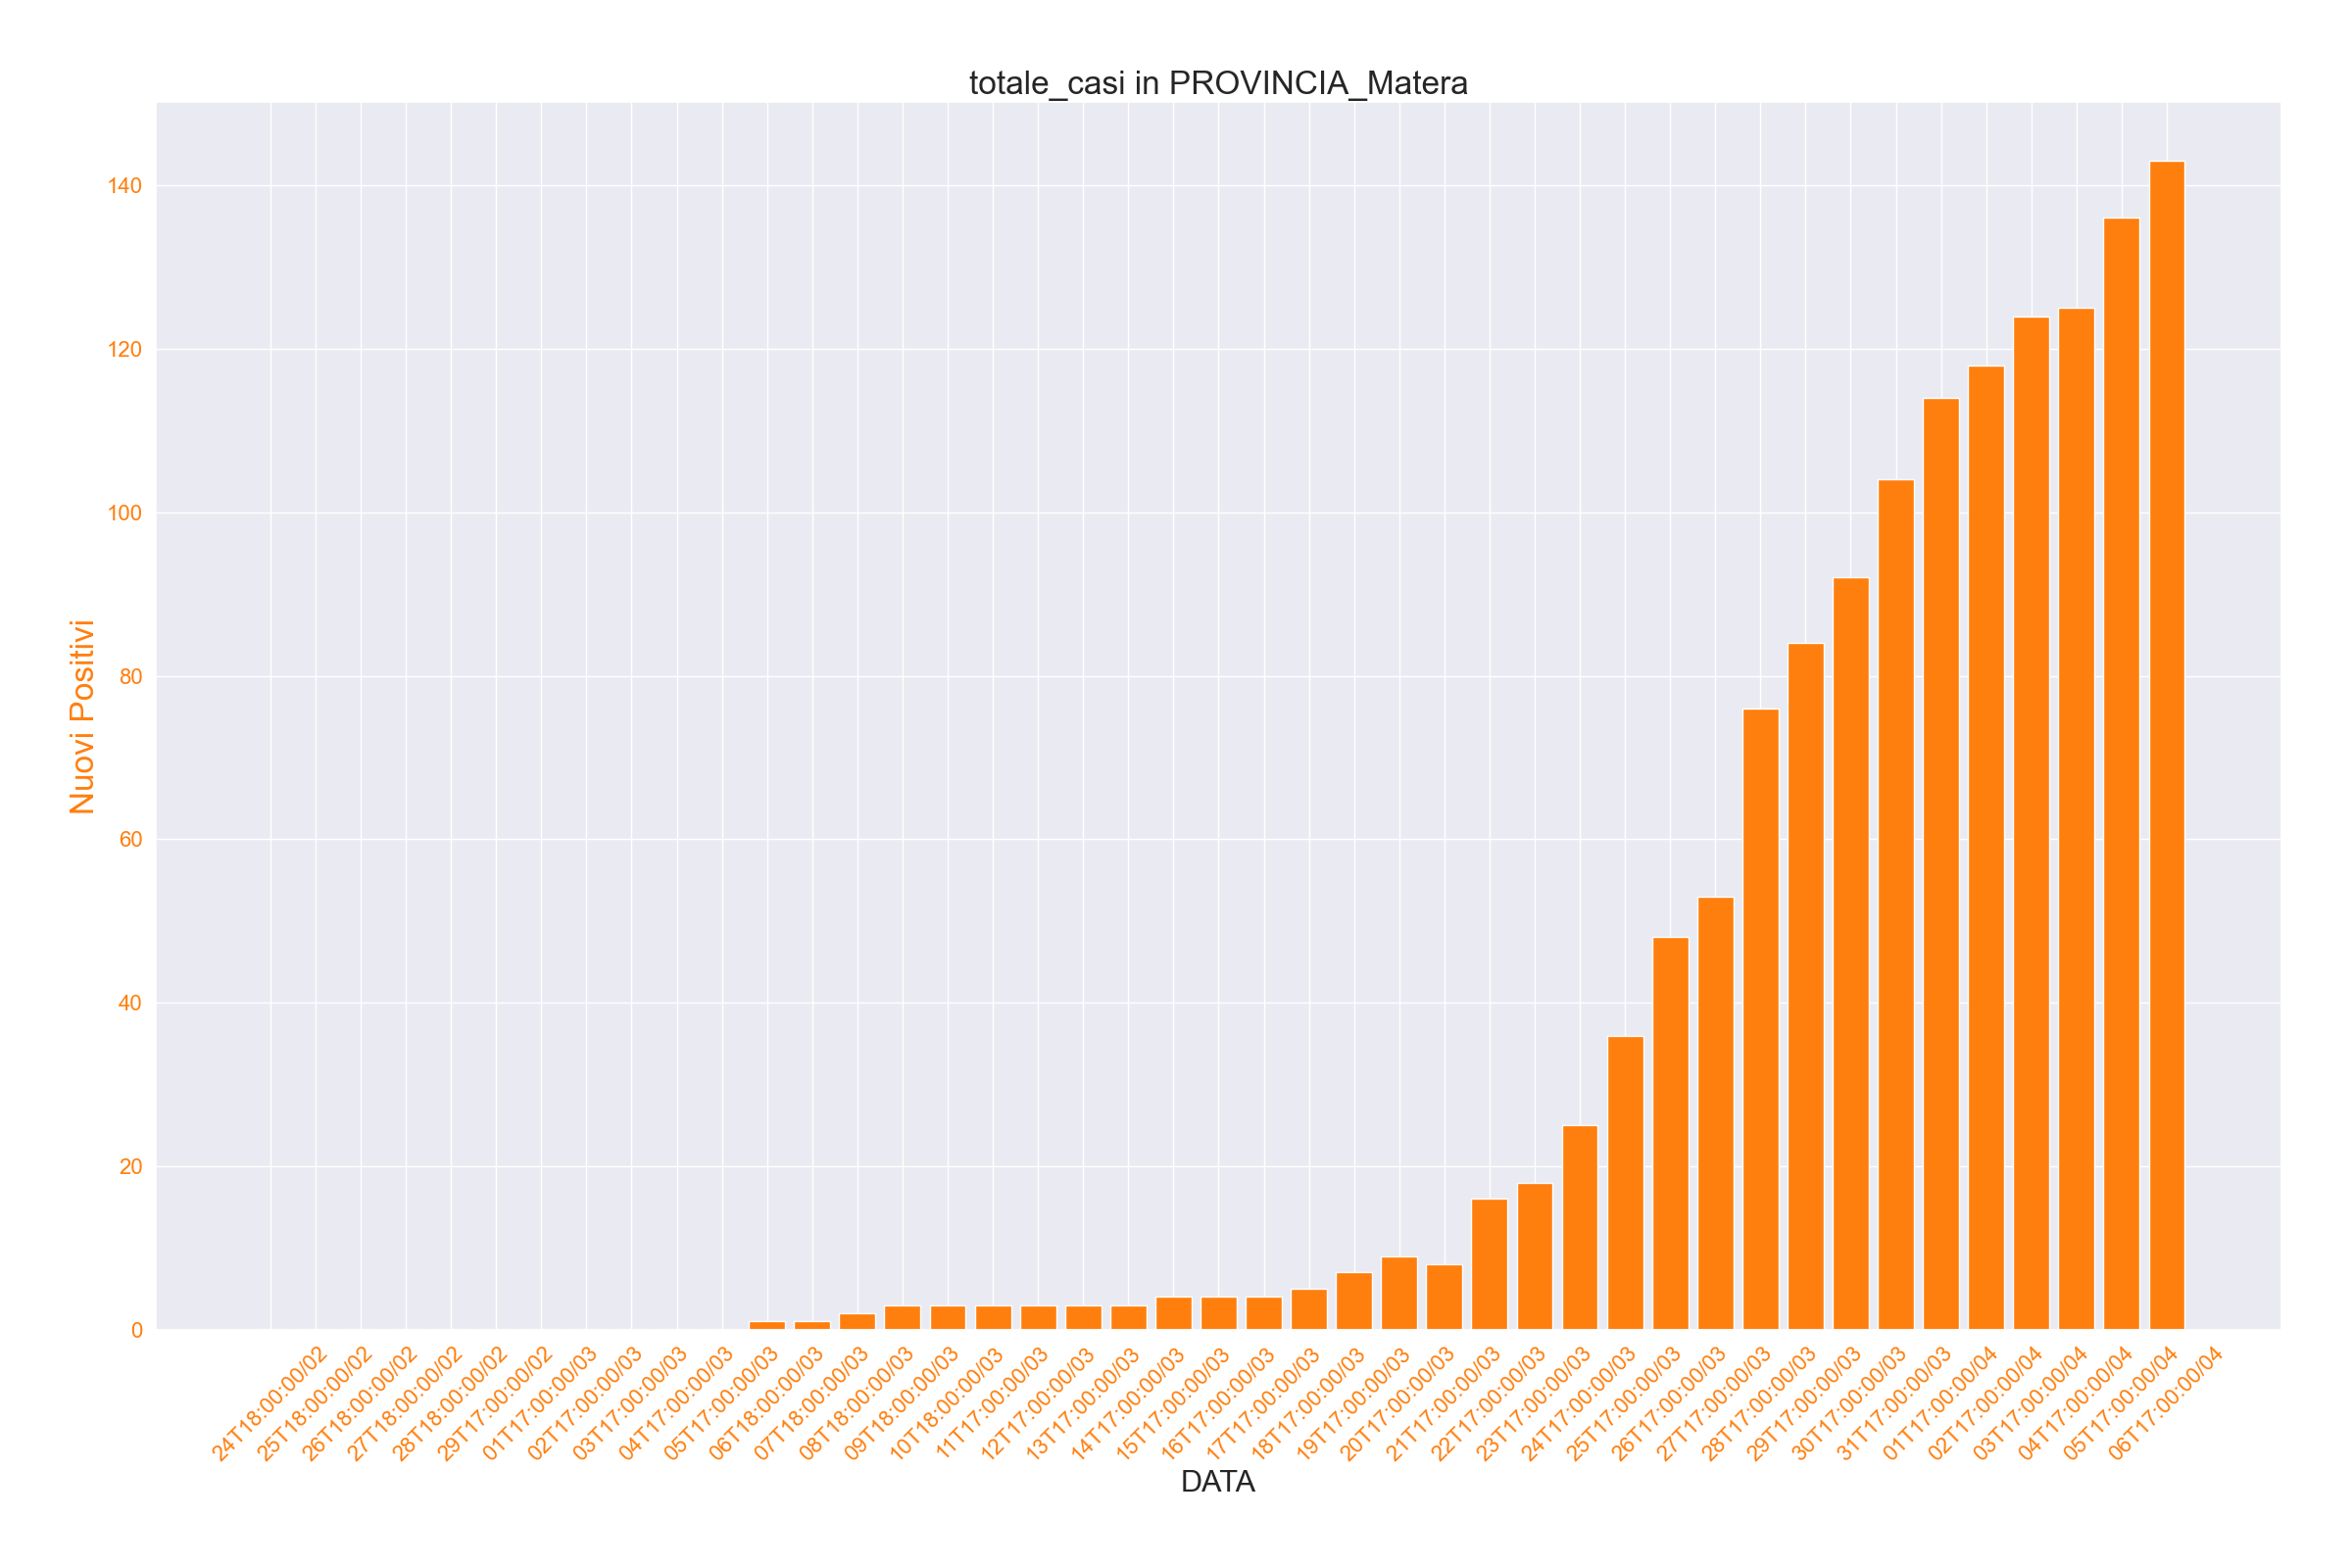 totale_casi in PROVINCIA_Matera
Nuovi Positivi
140
120
100
80
60
40
20
0
24T18:00:00/02
25T18:00:00/02
26T18:00:00/02
27T18:00:00/02
28T18:00:00/02
29T17:00:00/02
01T17:00:00/03
02T17:00:00/03
03T17:00:00/03
04T17:00:00/03
05T17:00:00/03
06T18:00:00/03
07T18:00:00/03
08T18:00:00/03
09T18:00:00/03
10T18:00:00/03
11T17:00:00/03
12T17:00:00/03
13T17:00:00/03
14T17:00:00/03
15T17:00:00/03
16T17:00:00/03
17T17:00:00/03
18T17:00:00/03
19T17:00:00/03
20T17:00:00/03
21T17:00:00/03
22T17:00:00/03
23T17:00:00/03
24T17:00:00/03
25T17:00:00/03
26T17:00:00/03
27T17:00:00/03
28T17:00:00/03
29T17:00:00/03
30T17:00:00/03
31T17:00:00/03
01T17:00:00/04
02T17:00:00/04
03T17:00:00/04
04T17:00:00/04
05T17:00:00/04
06T17:00:00/04
DATA